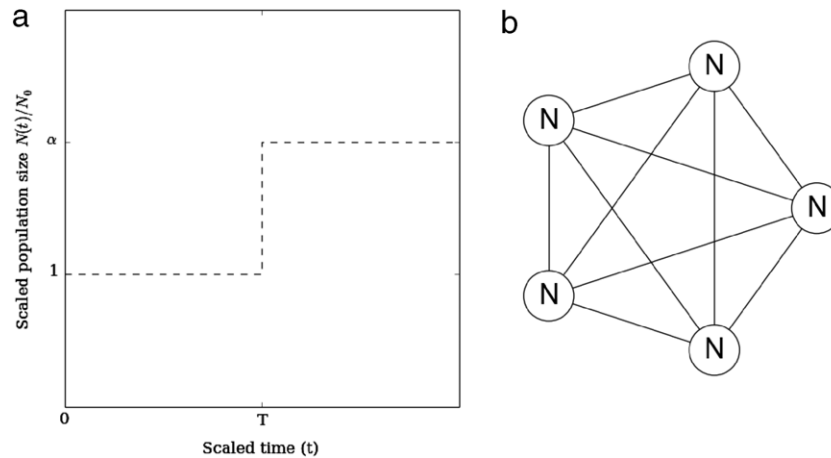 a
Scaled population size N(t)/N₀
α
1
0
T
Scaled time (t)
b
N
N
N
N
N